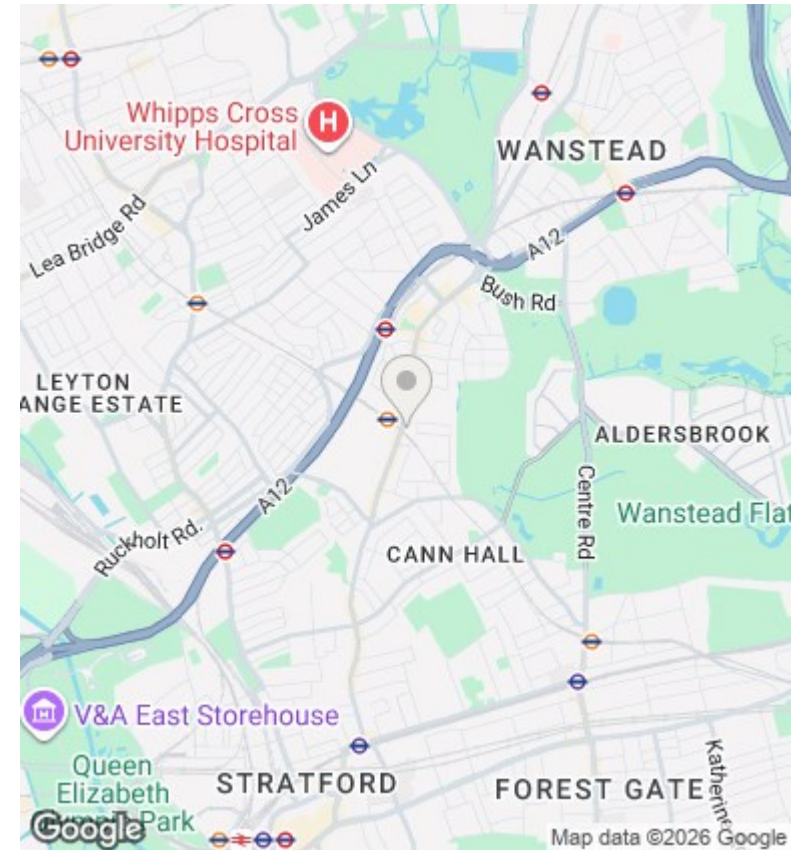 Whipps Cross
University Hospital
H
WANSTEAD
James Ln
Lea Bridge Rd
A12
Bush Rd
LEYTON
ANGE ESTATE
ALDERSBROOK
Centre Rd
Wanstead Flat
A12
Ruckholt Rd.
CANN HALL
V&A East Storehouse
Queen
Elizabeth
Olympic Park
STRATFORD
FOREST GATE
Katherine
Google
Map data ©2026 Google